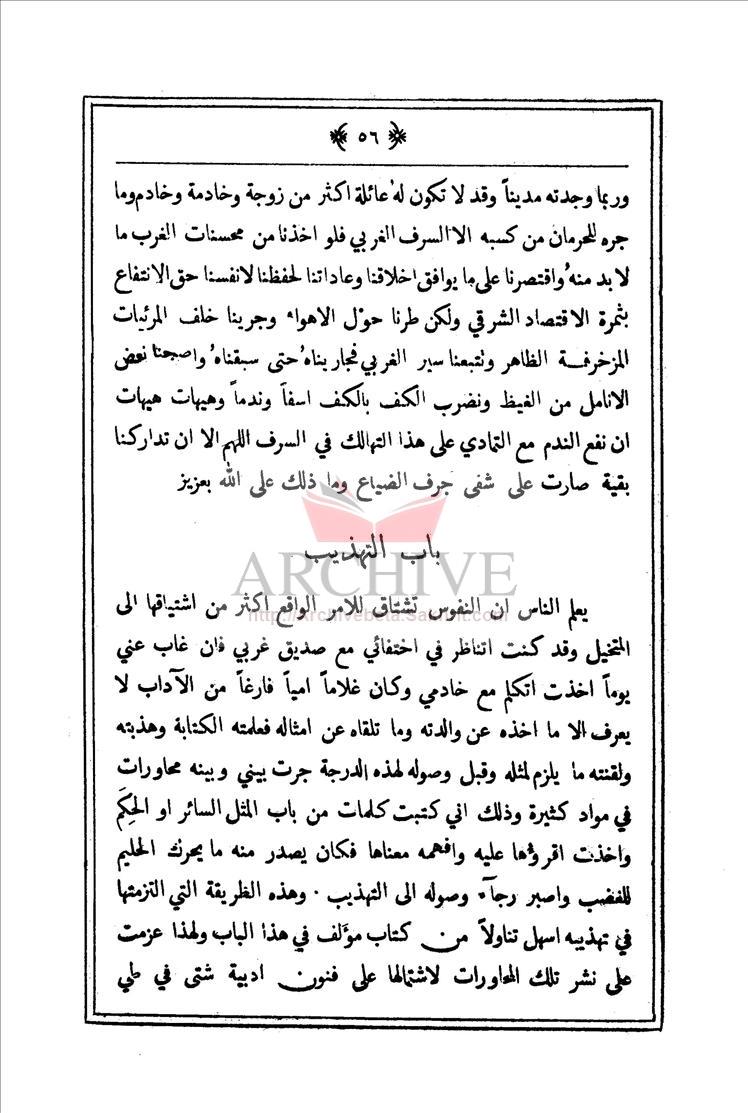 ٥٦
وربما وجدته مديناً وقد لا تكون له عائلة اكثر من زوجة وخادمة وخادم وما
جره للحرمان من كسبه الا السرف الغربي فلو اخذنا من محسنات الغرب ما
لا بد منه واقتصرنا على ما يوافق اخلاقنا وعاداتنا لحفظنا لانفسنا حق الانتفاع
بثمرة الاقتصاد الشرقي ولكن طرنا حول الاهواء وجرينا خلف المرئيات
المزخرفة الظاهر وتتبعنا سير الغربي فجاريناه حتى سبقناه واصبحنا نعض
الانامل من الغيظ ونضرب الكف بالكف اسفاً وندماً وهيهات هيهات
ان نفع الندم مع التمادي على هذا التهالك في السرف اللهم الا ان تداركنا
بقية صارت على شفى جرف الضياع وما ذلك على الله بعزيز
باب التهذيب
ARCHIVE
http://Archivebeta.Sakhrit.com
يعلم الناس ان النفوس تشتاق للامر الواقع اكثر من اشتياقها الى
المتخيل وقد كنت اتناظر في اختفائي مع صديق غربي فان غاب عني
يوماً اخذت اتكلم مع خادمي وكان غلاماً امياً فارغاً من الآداب لا
يعرف الا ما اخذه عن والدته وما تلقاه عن امثاله فعلمته الكتابة وهذبته
ولقنته ما يلزم لمثله وقبل وصوله لهذه الدرجة جرت بيني وبينه محاورات
في مواد كثيرة وذلك اني كتبت كلمات من باب المثل السائر او الحِكَم
واخذت اقرؤها عليه وافهمه معناها فكان يصدر منه ما يحرك الحليم
للغضب واصبر رجآء وصوله الى التهذيب . وهذه الطريقة التي التزمتها
في تهذيبه اسهل تناولاً من كتاب مؤلف في هذا الباب ولهذا عزمت
على نشر تلك المحاورات لاشتمالها على فنون ادبية شتى في طي